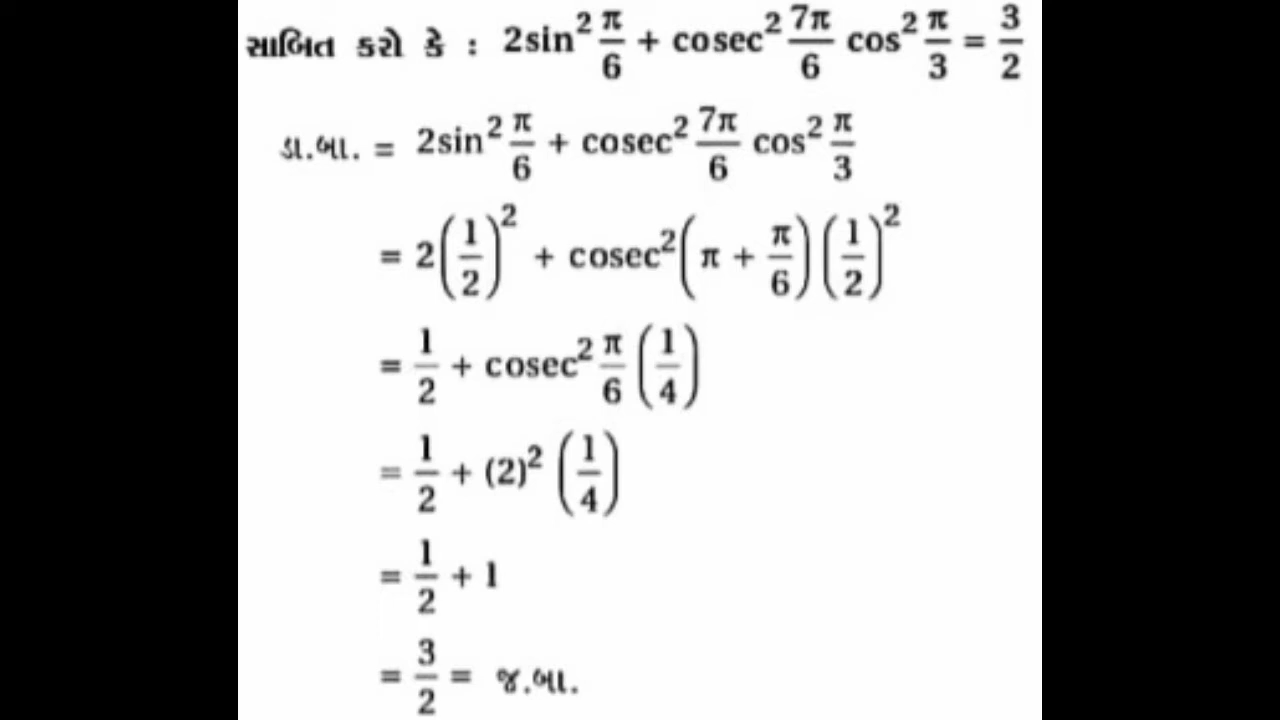 સાબિત કરો કે : 2sin² π/6 + cosec² 7π/6 cos² π/3 = 3/2
ડા.બા. = 2sin² π/6 + cosec² 7π/6 cos² π/3
= 2(1/2)² + cosec²(π + π/6)(1/2)²
= 1/2 + cosec² π/6 (1/4)
= 1/2 + (2)² (1/4)
= 1/2 + 1
= 3/2 = જ.બા.